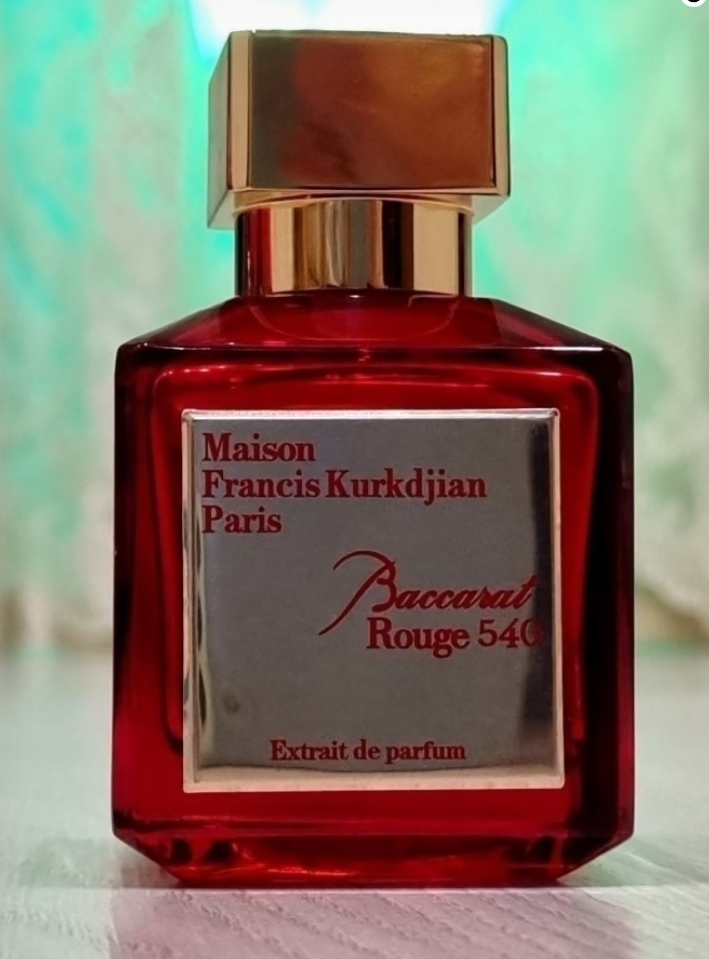 Maison
Francis Kurkdjian
Paris
Baccarat
Rouge 540
Extrait de parfum